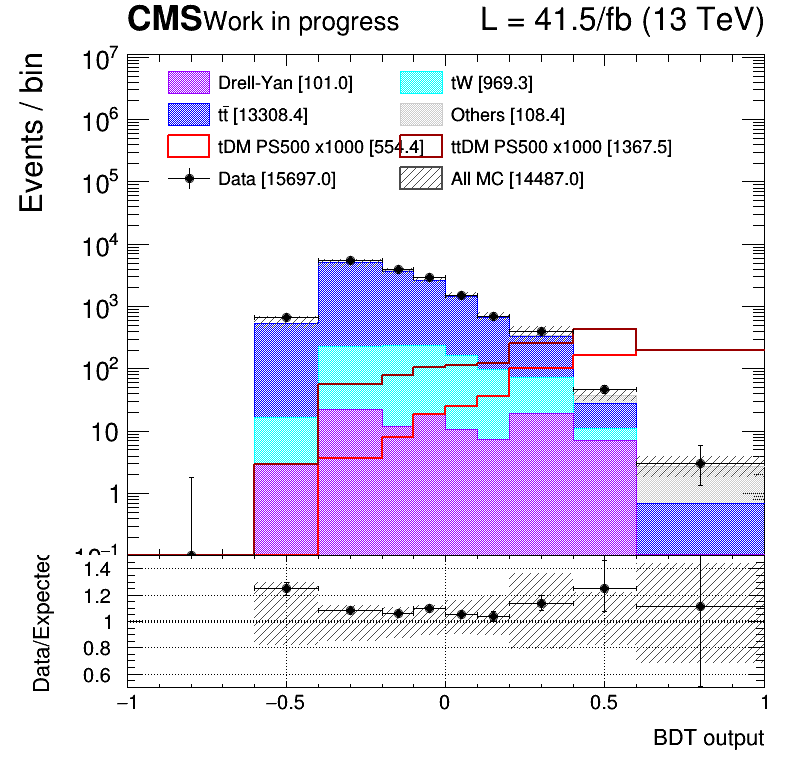 CMS Work in progress L = 41.5/fb (13 TeV)
Events / bin
10⁷
10⁶
10⁵
10⁴
10³
10²
10
1
10⁻¹
Drell-Yan [101.0] tW [969.3]
tt̄ [13308.4] Others [108.4]
tDM PS500 x1000 [554.4] ttDM PS500 x1000 [1367.5]
Data [15697.0] All MC [14487.0]
Data/Expected
1.4
1.2
1
0.8
0.6
−1 −0.5 0 0.5 1
BDT output